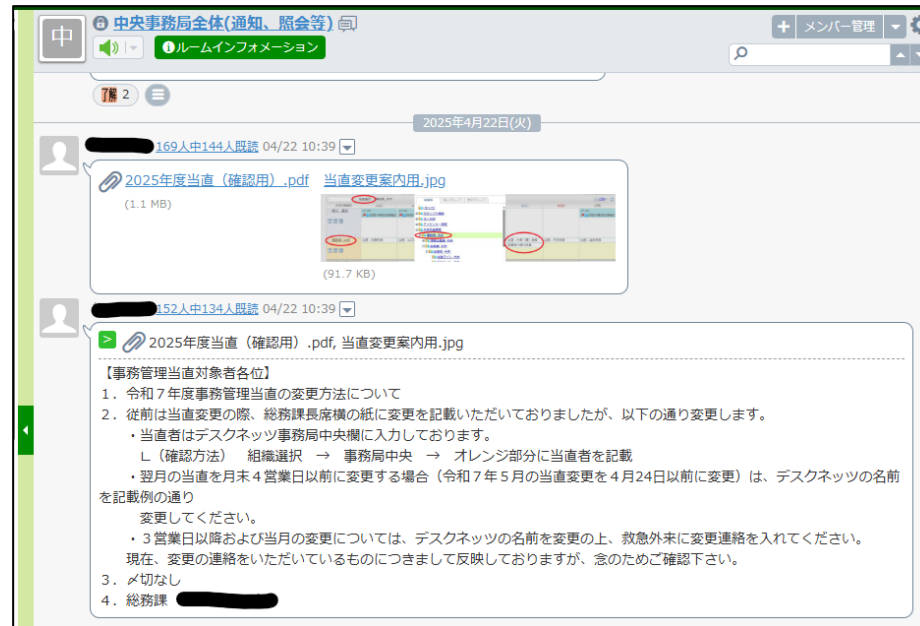 中
中央事務局全体(通知、照会等)
メンバー管理
ルームインフォメーション
了解 2
2025年4月22日(火)
169人中144人既読 04/22 10:39
2025年度当直（確認用）.pdf 当直変更案内用.jpg
(1.1 MB)
(91.7 KB)
152人中134人既読 04/22 10:39
2025年度当直（確認用）.pdf, 当直変更案内用.jpg
【事務管理当直対象者各位】
１．令和７年度事務管理当直の変更方法について
２．従前は当直変更の際、総務課長席横の紙に変更を記載いただいておりましたが、以下の通り変更します。
・当直者はデスクネッツ事務局中央欄に入力しております。
∟（確認方法） 組織選択 → 事務局中央 → オレンジ部分に当直者を記載
・翌月の当直を月末４営業日以前に変更する場合（令和７年５月の当直変更を４月24日以前に変更）は、デスクネッツの名前
を記載例の通り
変更してください。
・３営業日以降および当月の変更については、デスクネッツの名前を変更の上、救急外来に変更連絡を入れてください。
現在、変更の連絡をいただいているものにつきまして反映しておりますが、念のためご確認下さい。
３．〆切なし
４．総務課